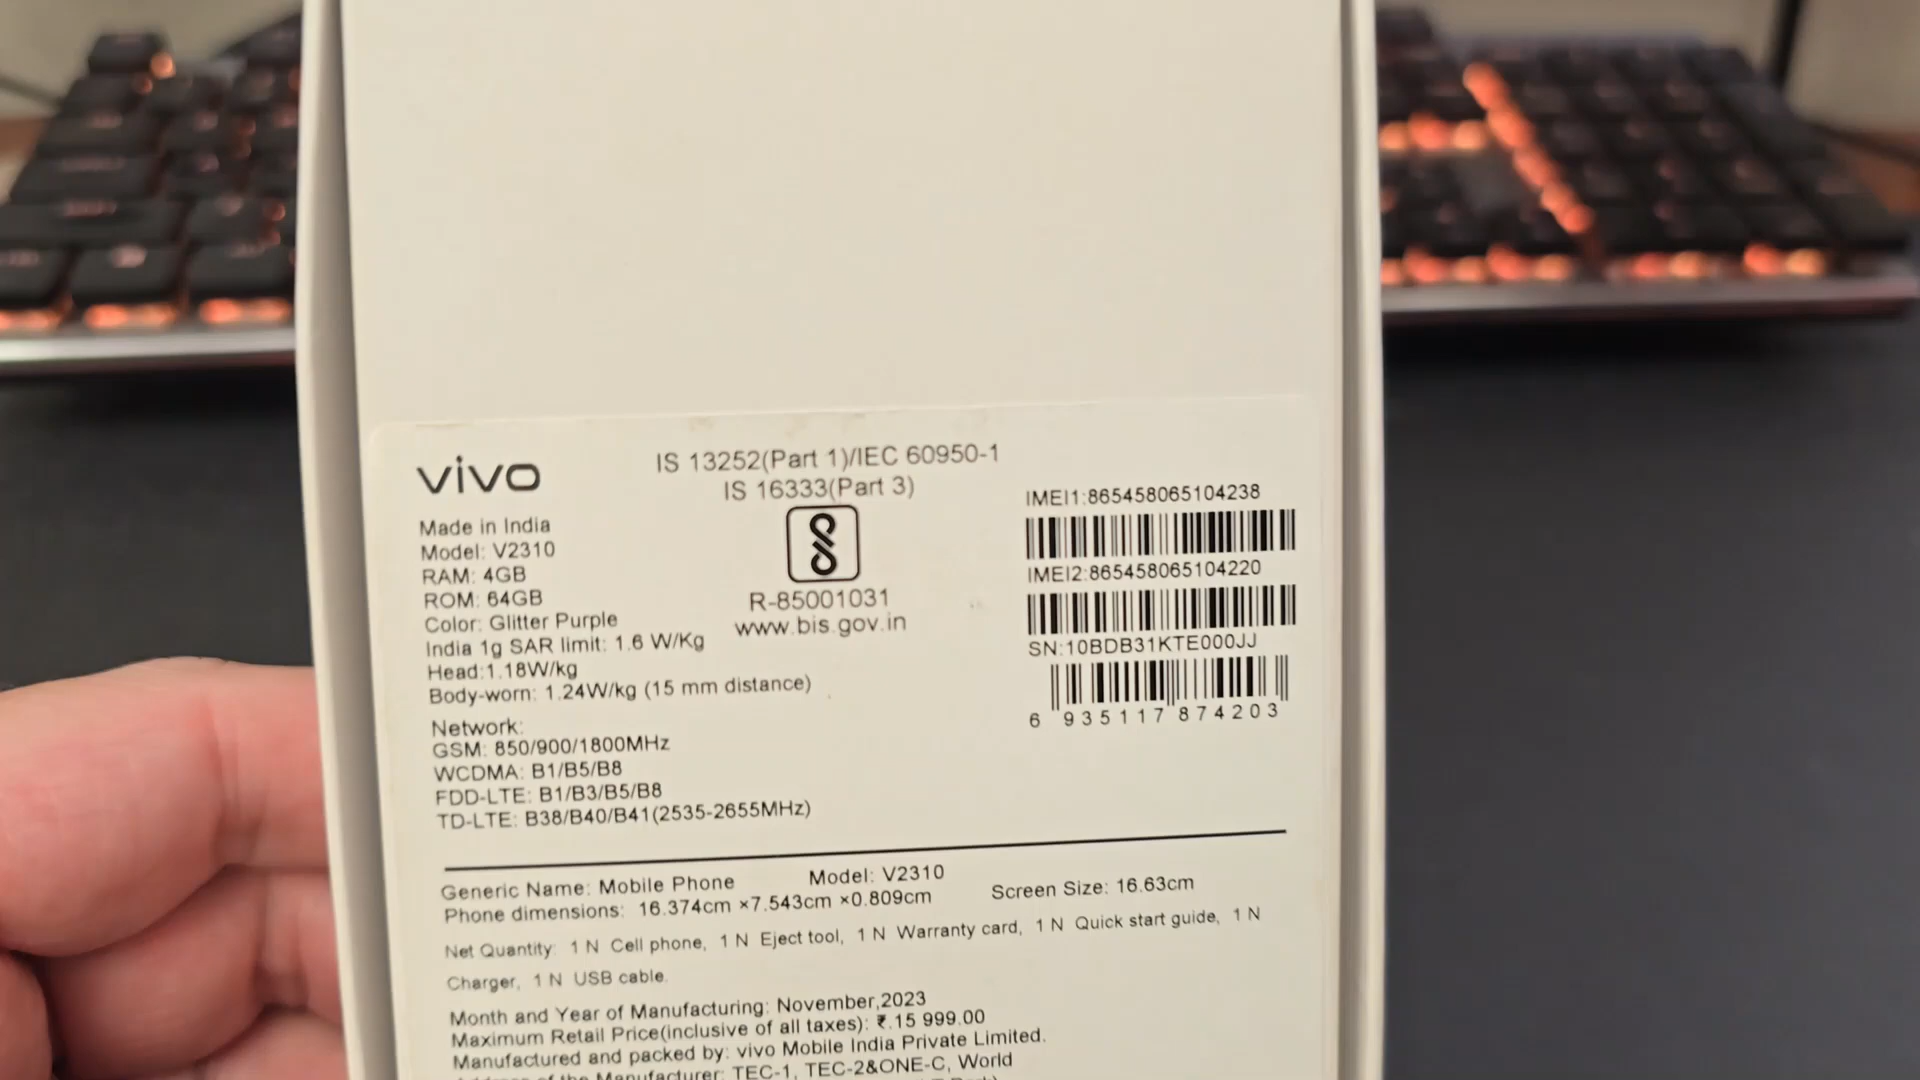 vivo
IS 13252(Part 1)/IEC 60950-1
IS 16333(Part 3)
R-85001031
www.bis.gov.in
Made in India
Model: V2310
RAM: 4GB
ROM: 64GB
Color: Glitter Purple
India 1g SAR limit: 1.6 W/Kg
Head:1.18W/kg
Body-worn: 1.24W/kg (15 mm distance)
Network:
GSM: 850/900/1800MHz
WCDMA: B1/B5/B8
FDD-LTE: B1/B3/B5/B8
TD-LTE: B38/B40/B41(2535-2655MHz)
IMEI1:865458065104238
IMEI2:865458065104220
SN:10BDB31KTE000JJ
6 935117 874203
Generic Name: Mobile Phone Model: V2310
Phone dimensions: 16.374cm ×7.543cm ×0.809cm Screen Size: 16.63cm
Net Quantity: 1 N Cell phone, 1 N Eject tool, 1 N Warranty card, 1 N Quick start guide, 1 N
Charger, 1 N USB cable.
Month and Year of Manufacturing: November,2023
Maximum Retail Price(inclusive of all taxes): ₹.15 999.00
Manufactured and packed by: vivo Mobile India Private Limited.
of the Manufacturer: TEC-1, TEC-2&ONE-C, World